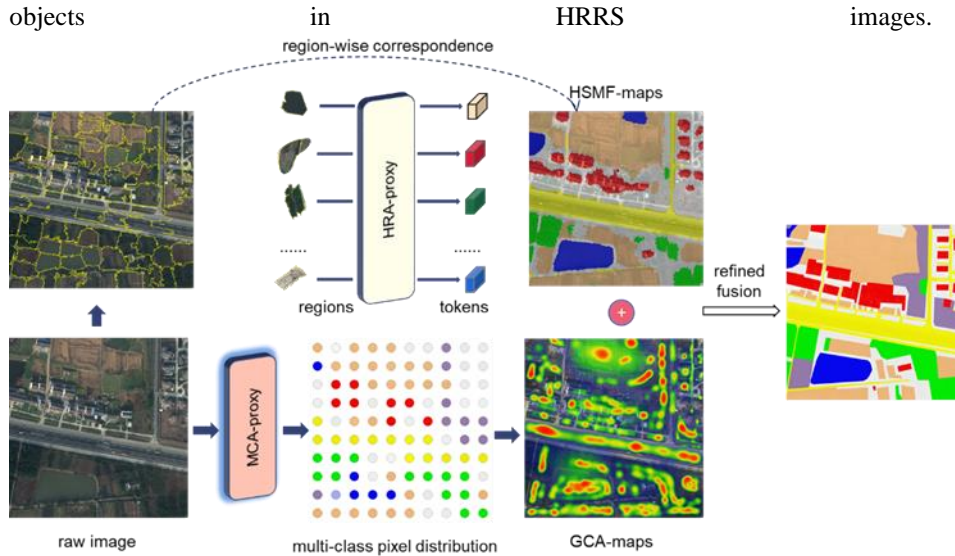 objects in HRRS images.
region-wise correspondence
HSMF-maps
HRA-proxy
......
......
regions
tokens
refined
fusion
+
MCA-proxy
raw image
multi-class pixel distribution
GCA-maps